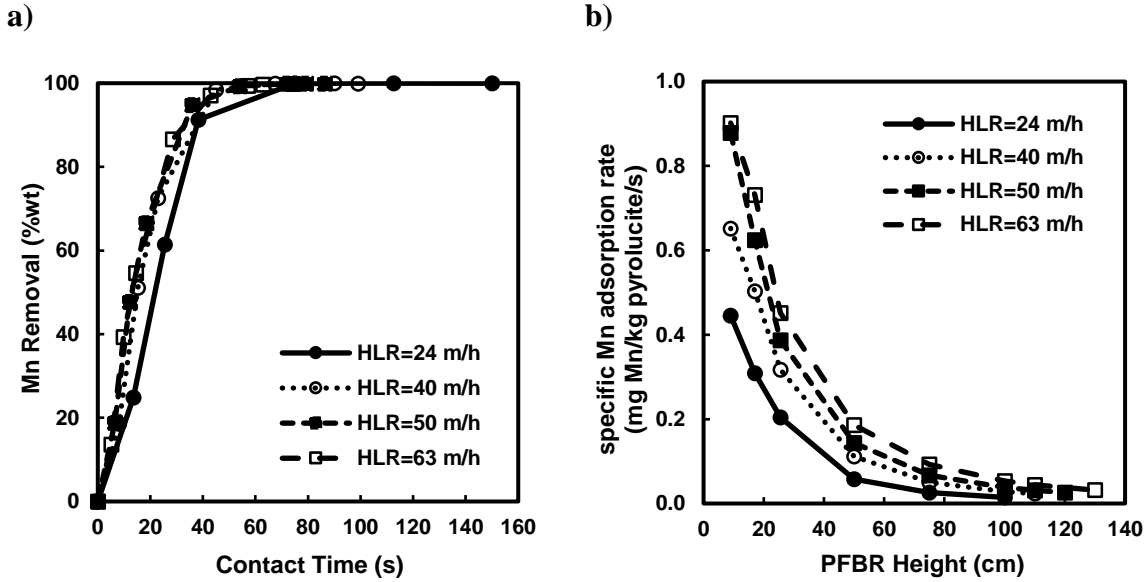 a)
100
80
60
40
20
0
Mn Removal (%wt)
0 20 40 60 80 100 120 140 160
Contact Time (s)
HLR=24 m/h
HLR=40 m/h
HLR=50 m/h
HLR=63 m/h
b)
1.0
0.8
0.6
0.4
0.2
0.0
specific Mn adsorption rate
(mg Mn/kg pyrolucite/s)
0 20 40 60 80 100 120 140
PFBR Height (cm)
HLR=24 m/h
HLR=40 m/h
HLR=50 m/h
HLR=63 m/h